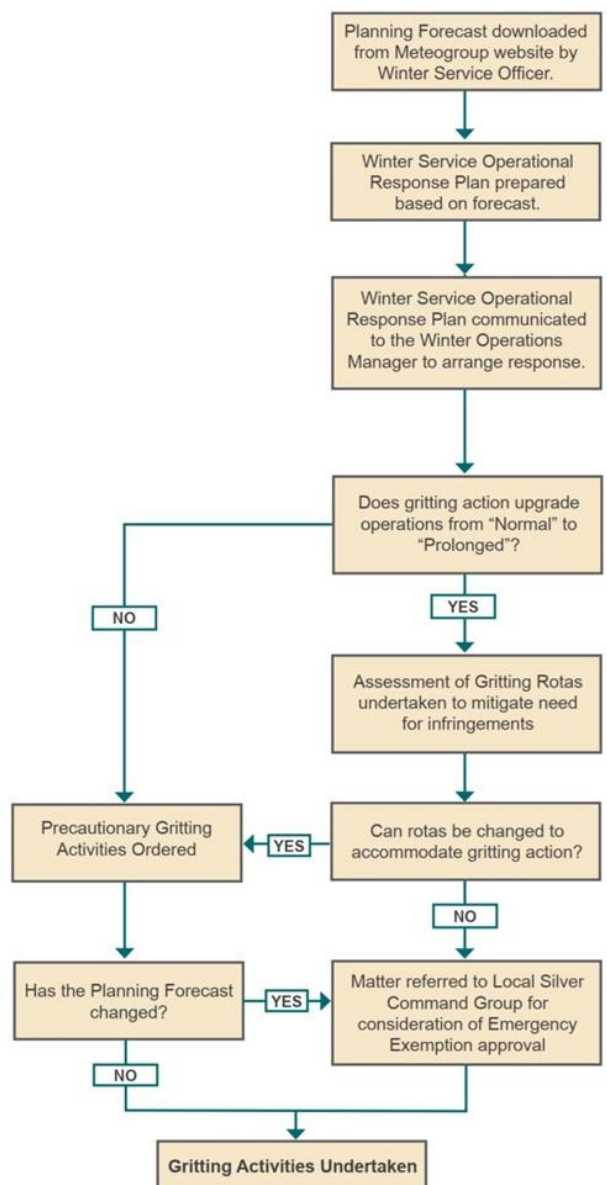 Planning Forecast downloaded
from Meteogroup website by
Winter Service Officer.
Winter Service Operational
Response Plan prepared
based on forecast.
Winter Service Operational
Response Plan communicated
to the Winter Operations
Manager to arrange response.
Does gritting action upgrade
operations from “Normal” to
“Prolonged”?
NO
YES
Assessment of Gritting Rotas
undertaken to mitigate need
for infringements
Precautionary Gritting
Activities Ordered
YES
Can rotas be changed to
accommodate gritting action?
NO
Has the Planning Forecast
changed?
YES
Matter referred to Local Silver
Command Group for
consideration of Emergency
Exemption approval
NO
Gritting Activities Undertaken